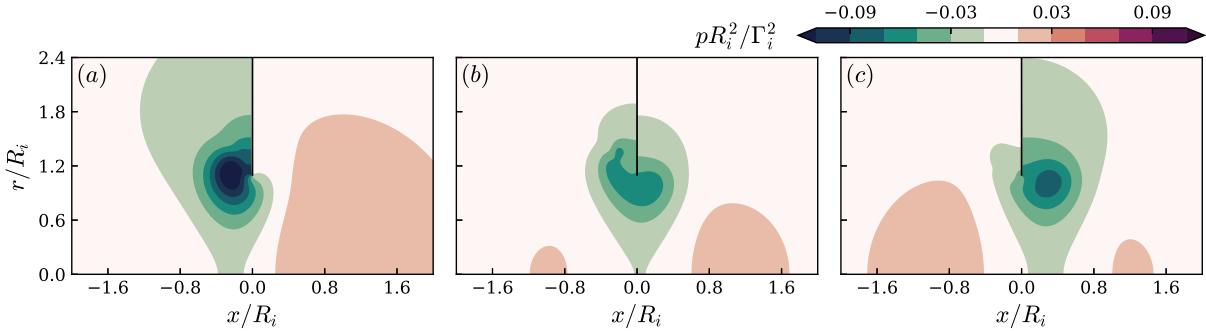 −0.09 −0.03 0.03 0.09
pR_i^2/Γ_i^2
(a) (b) (c)
r/R_i
2.4
1.8
1.2
0.6
0.0
−1.6 −0.8 0.0 0.8 1.6 −1.6 −0.8 0.0 0.8 1.6 −1.6 −0.8 0.0 0.8 1.6
x/R_i x/R_i x/R_i